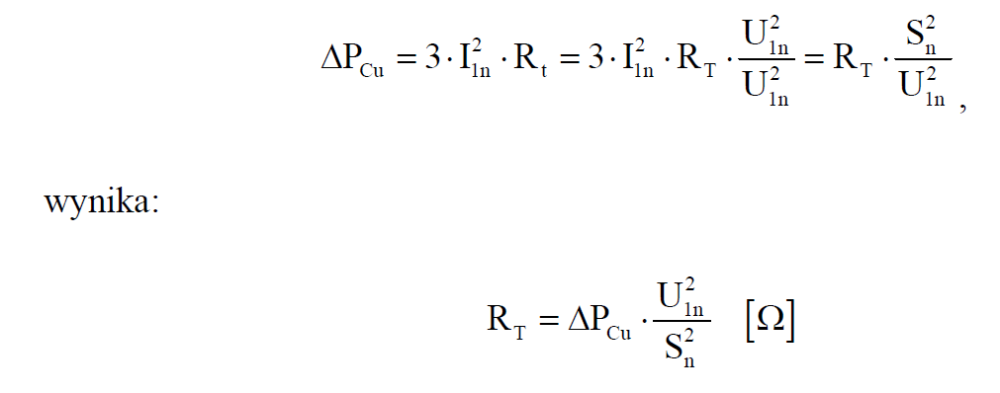 ΔP_Cu = 3·I_1n^2·R_t = 3·I_1n^2·R_T·U_1n^2/U_1n^2 = R_T·S_n^2/U_1n^2,
wynika:
R_T = ΔP_Cu·U_1n^2/S_n^2 [Ω]